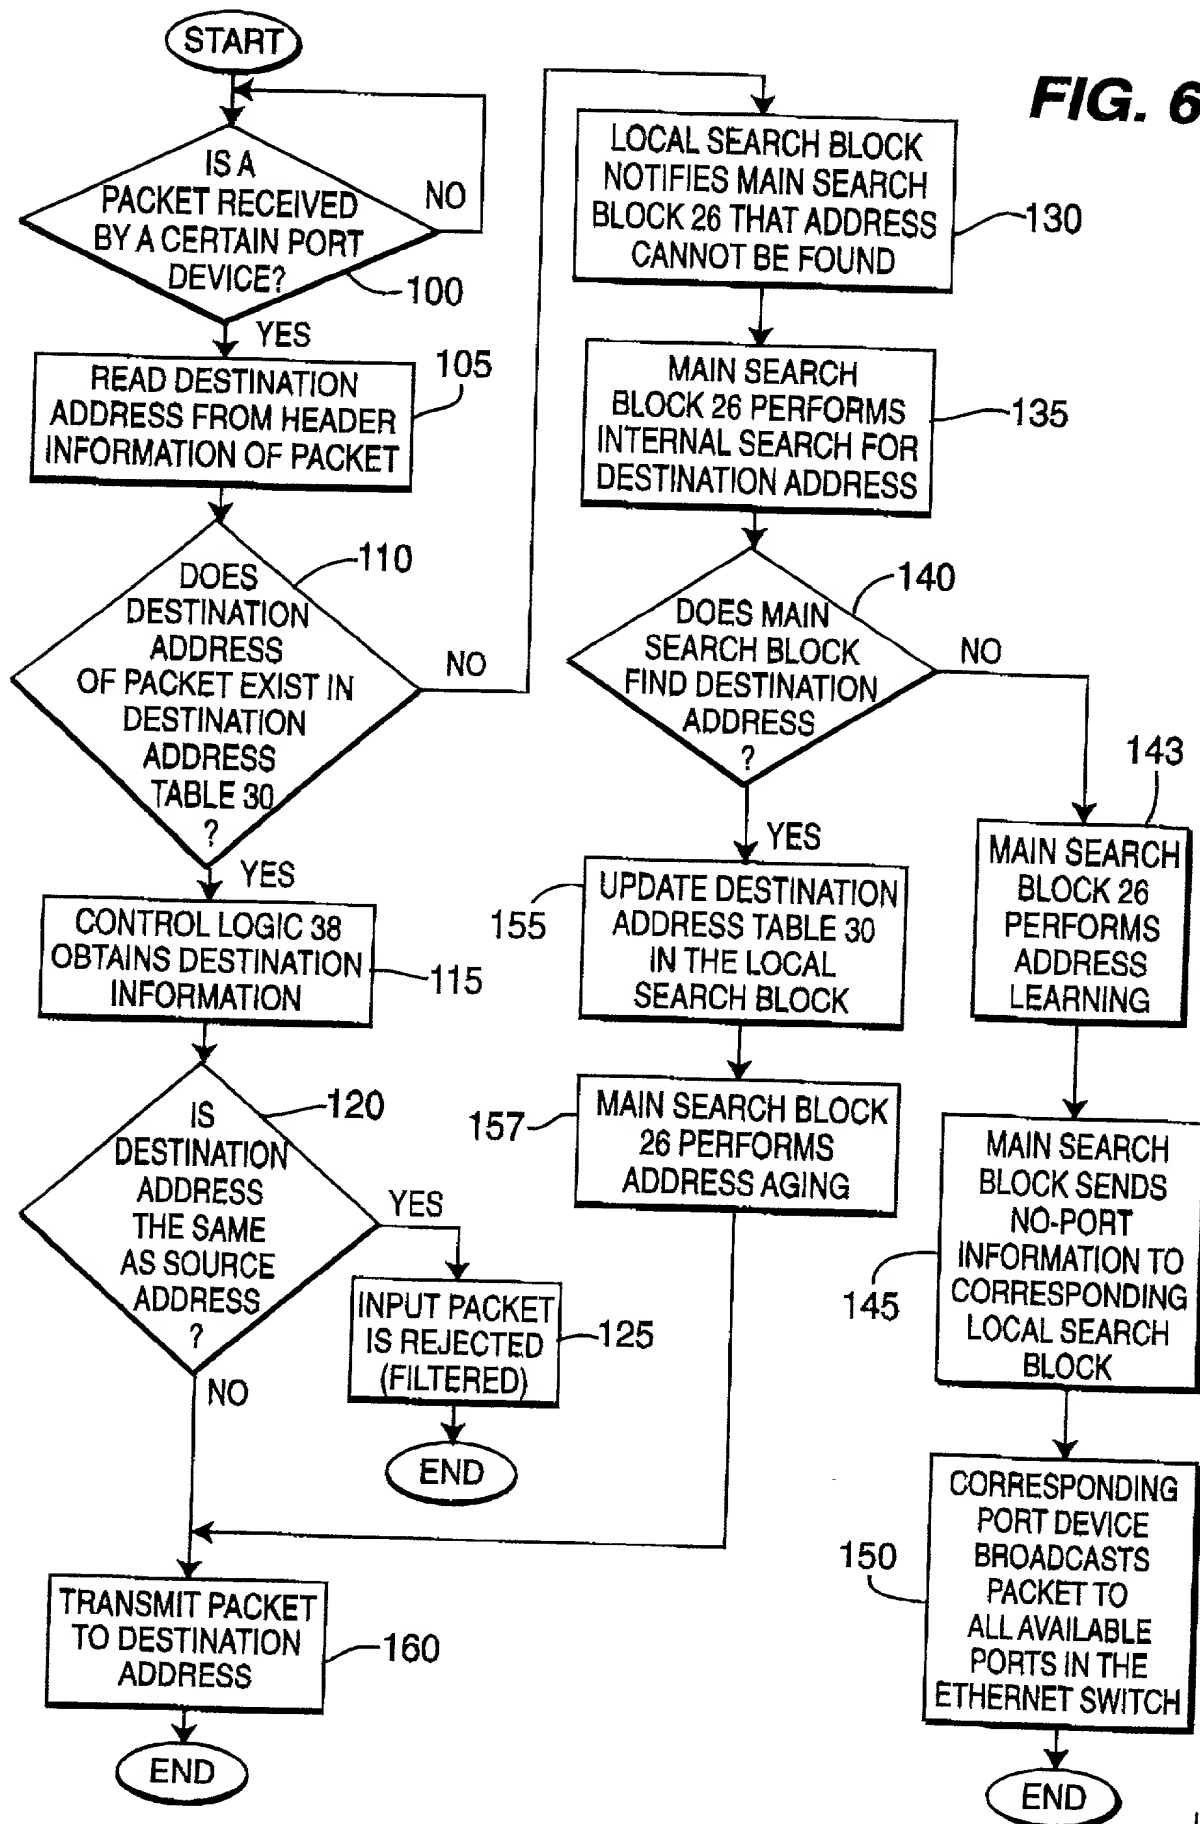 START
FIG. 6
IS A
PACKET RECEIVED
BY A CERTAIN PORT
DEVICE?
NO
100
YES
READ DESTINATION
ADDRESS FROM HEADER
INFORMATION OF PACKET
105
DOES
DESTINATION
ADDRESS
OF PACKET EXIST IN
DESTINATION
ADDRESS
TABLE 30
?
110
NO
YES
CONTROL LOGIC 38
OBTAINS DESTINATION
INFORMATION
115
IS
DESTINATION
ADDRESS
THE SAME
AS SOURCE
ADDRESS
?
120
YES
INPUT PACKET
IS REJECTED
(FILTERED)
125
END
NO
TRANSMIT PACKET
TO DESTINATION
ADDRESS
160
END
LOCAL SEARCH BLOCK
NOTIFIES MAIN SEARCH
BLOCK 26 THAT ADDRESS
CANNOT BE FOUND
130
MAIN SEARCH
BLOCK 26 PERFORMS
INTERNAL SEARCH FOR
DESTINATION ADDRESS
135
DOES MAIN
SEARCH BLOCK
FIND DESTINATION
ADDRESS
?
140
NO
YES
UPDATE DESTINATION
ADDRESS TABLE 30
IN THE LOCAL
SEARCH BLOCK
155
MAIN SEARCH BLOCK
26 PERFORMS
ADDRESS AGING
157
143
MAIN SEARCH
BLOCK 26
PERFORMS
ADDRESS
LEARNING
MAIN SEARCH
BLOCK SENDS
NO-PORT
INFORMATION TO
CORRESPONDING
LOCAL SEARCH
BLOCK
145
CORRESPONDING
PORT DEVICE
BROADCASTS
PACKET TO
ALL AVAILABLE
PORTS IN THE
ETHERNET SWITCH
150
END